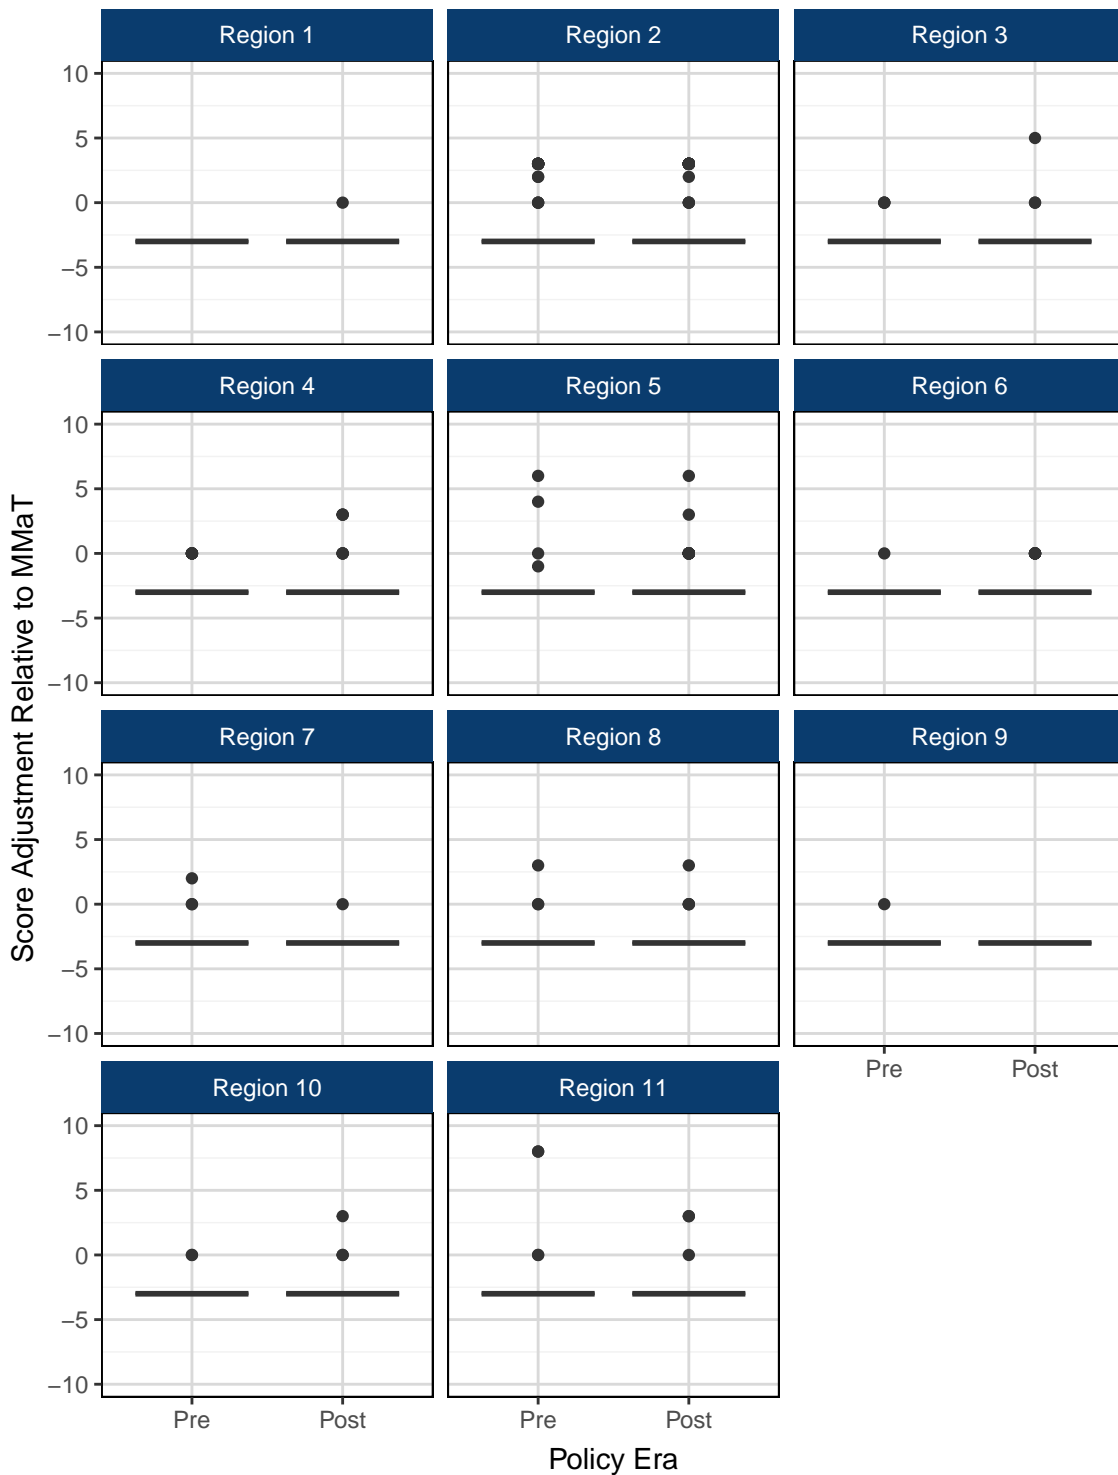 Region 1
Region 2
Region 3
10
5
0
−5
−10
Region 4
Region 5
Region 6
10
5
0
−5
−10
Region 7
Region 8
Region 9
10
5
0
−5
−10
Pre Post
Region 10
Region 11
10
5
0
−5
−10
Pre Post
Pre Post
Policy Era
Score Adjustment Relative to MMaT